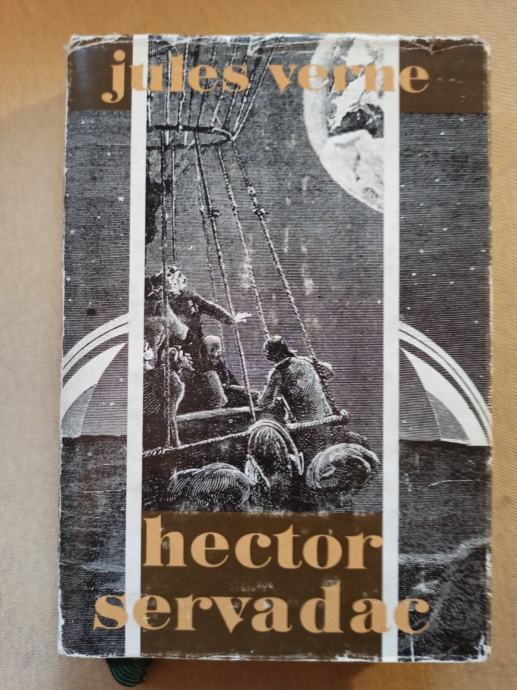 jules verne
hector
servadac